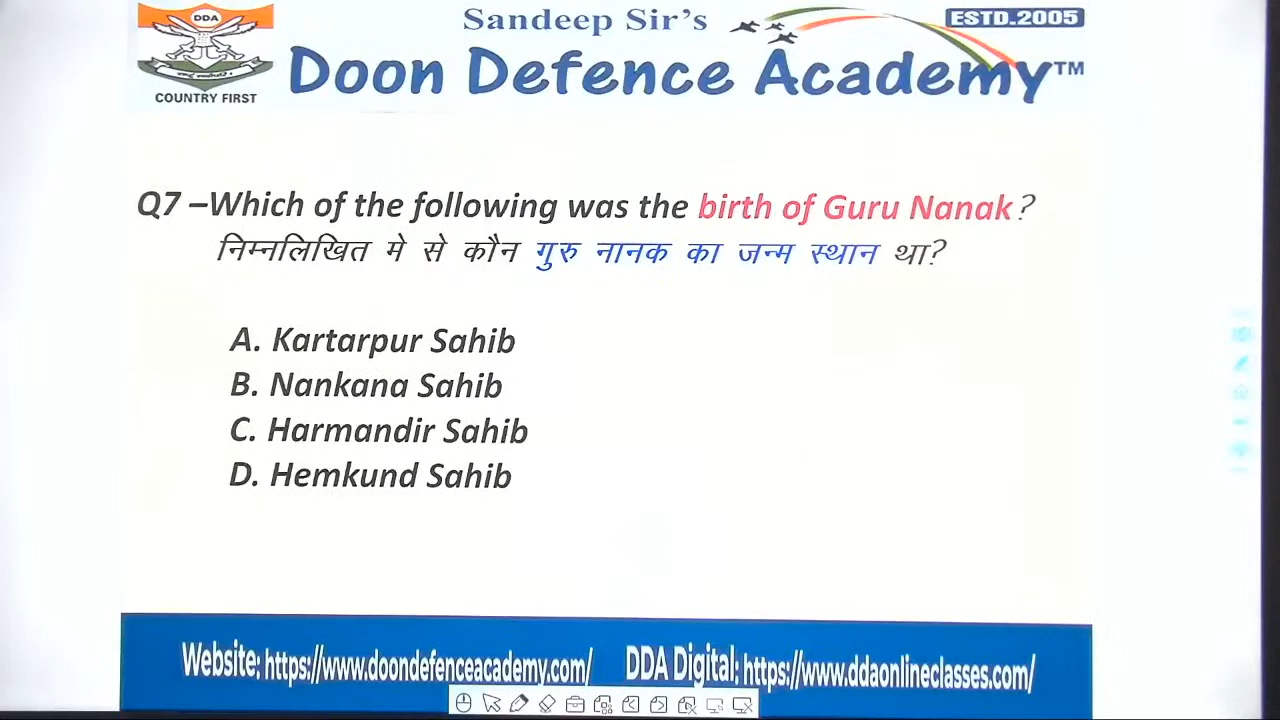 DDA
COUNTRY FIRST
Sandeep Sir's
ESTD.2005
Doon Defence Academy™
Q7 –Which of the following was the birth of Guru Nanak?
निम्नलिखित मे से कौन गुरु नानक का जन्म स्थान था?
A. Kartarpur Sahib
B. Nankana Sahib
C. Harmandir Sahib
D. Hemkund Sahib
Website: https://www.doondefenceacademy.com/ DDA Digital: https://www.ddaonlineclasses.com/